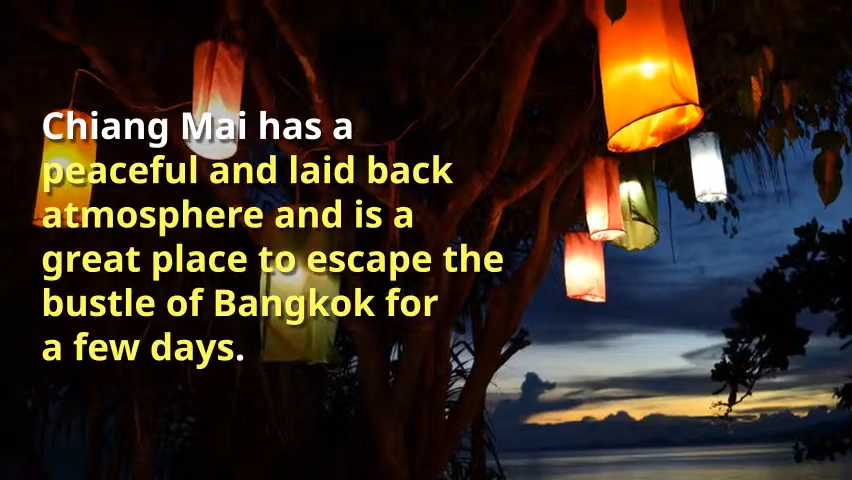 Chiang Mai has a
peaceful and laid back
atmosphere and is a
great place to escape the
bustle of Bangkok for
a few days.